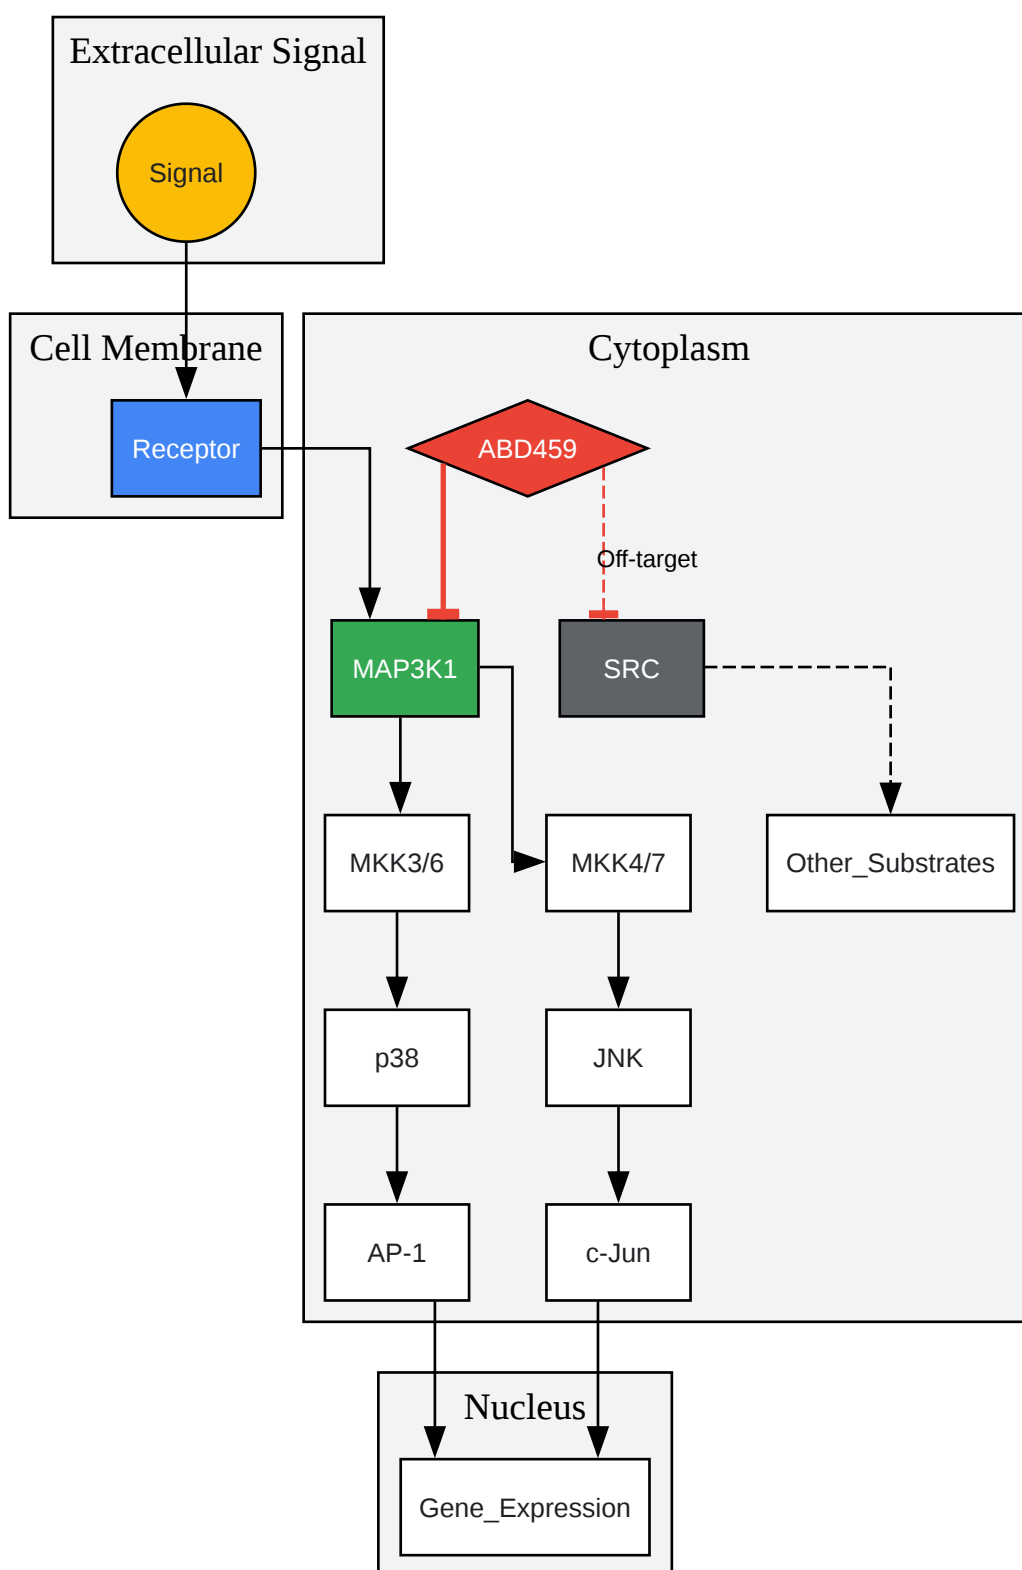 Extracellular Signal
Signal
Cell Membrane
Cytoplasm
Receptor
ABD459
Off-target
MAP3K1
SRC
MKK3/6
MKK4/7
Other_Substrates
p38
JNK
AP-1
c-Jun
Nucleus
Gene_Expression